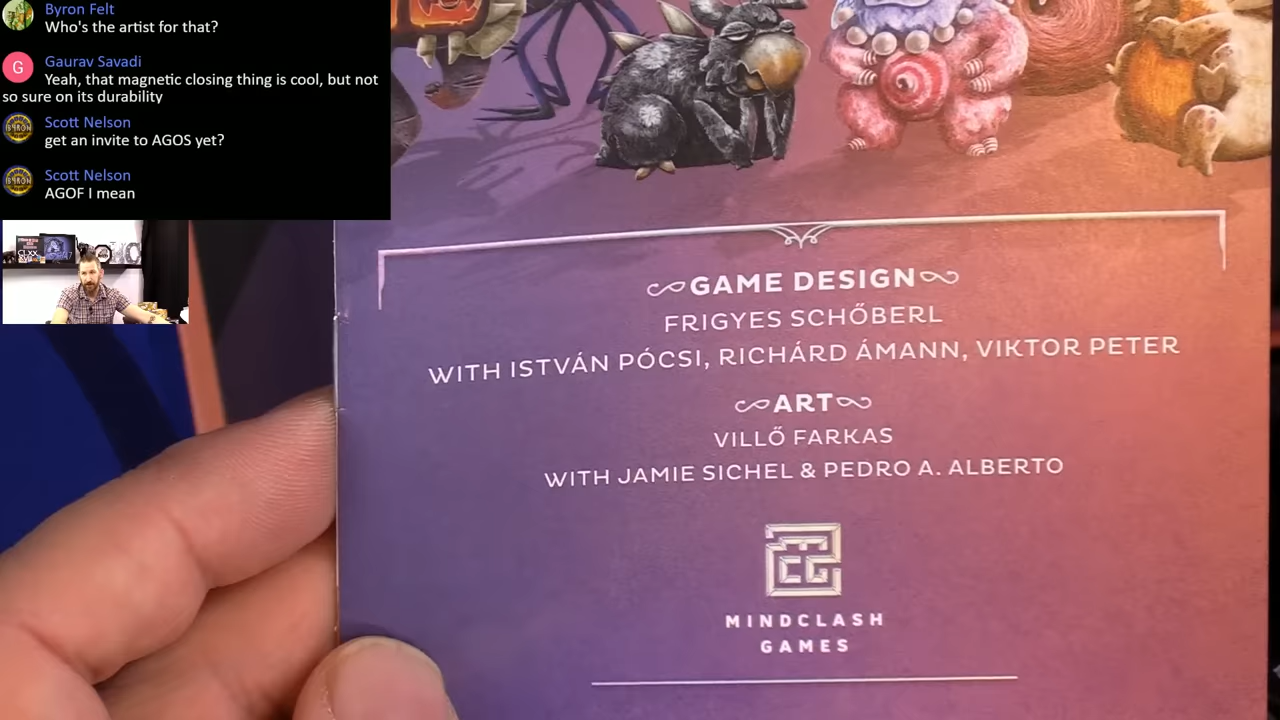 Byron Felt
Who's the artist for that?
G
Gaurav Savadi
Yeah, that magnetic closing thing is cool, but not
so sure on its durability
Scott Nelson
get an invite to AGOS yet?
Scott Nelson
AGOF I mean
GAME DESIGN
FRIGYES SCHŐBERL
WITH ISTVÁN PÓCSI, RICHÁRD ÁMANN, VIKTOR PETER
ART
VILLŐ FARKAS
WITH JAMIE SICHEL & PEDRO A. ALBERTO
MINDCLASH
GAMES